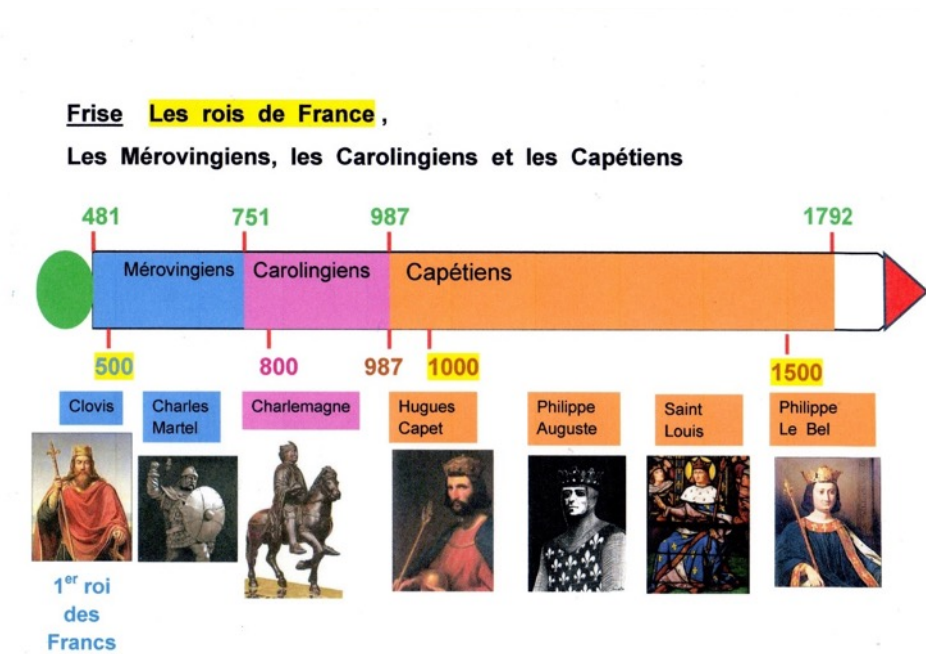 Frise Les rois de France ,
Les Mérovingiens, les Carolingiens et les Capétiens
481 751 987 1792
Mérovingiens Carolingiens Capétiens
500 800 987 1000 1500
Clovis
Charles
Martel
Charlemagne
Hugues
Capet
Philippe
Auguste
Saint
Louis
Philippe
Le Bel
1er roi
des
Francs